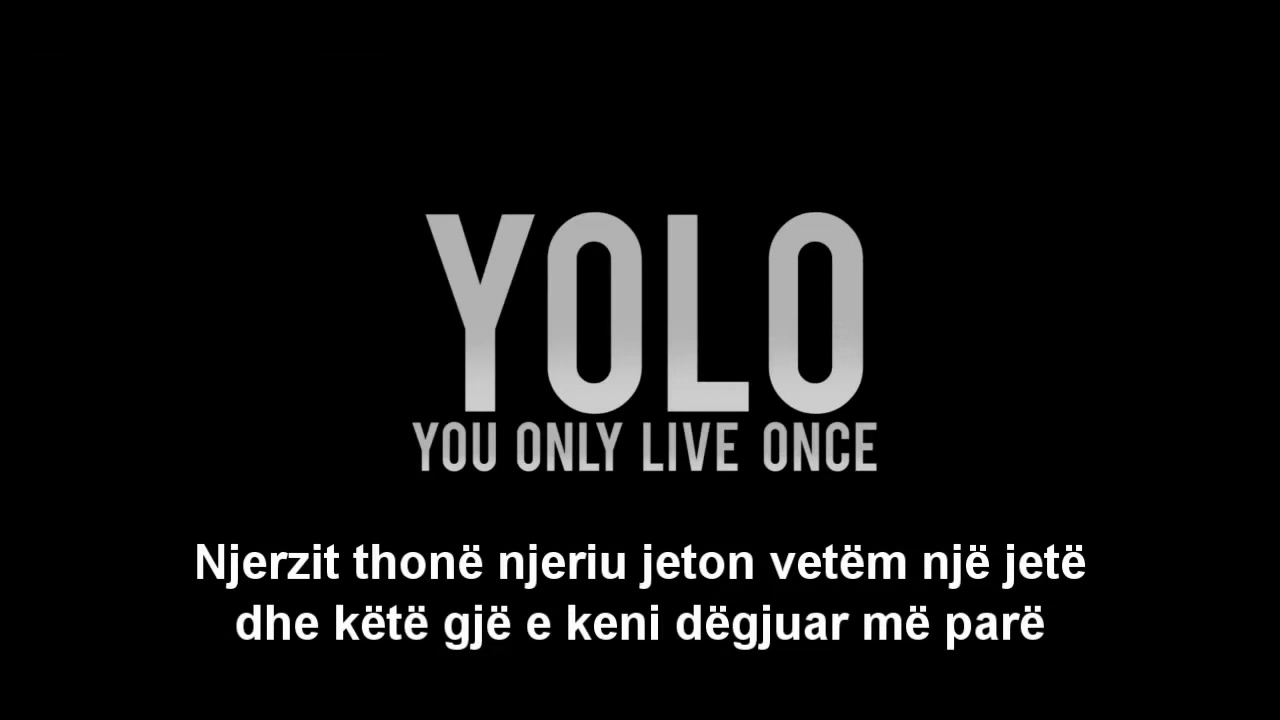 YOLO
YOU ONLY LIVE ONCE
Njerzit thonë njeriu jeton vetëm një jetë
dhe këtë gjë e keni dëgjuar më parë